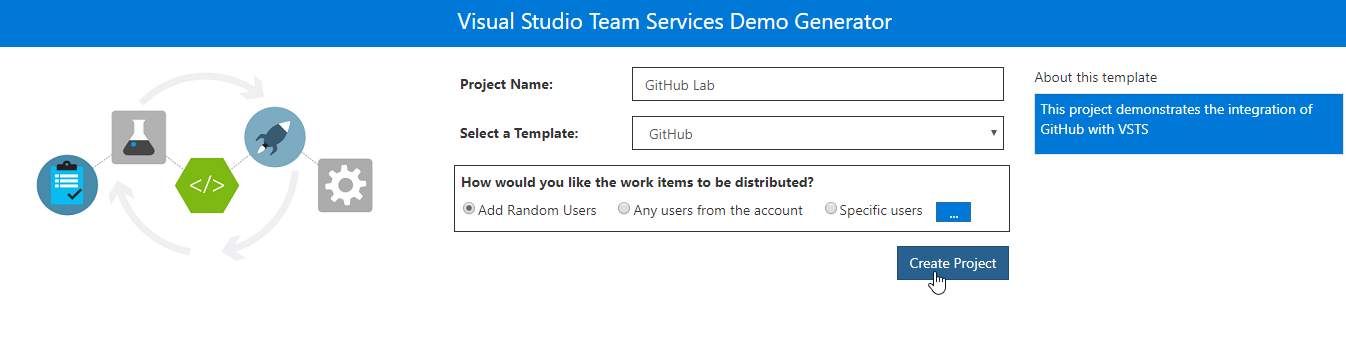 Visual Studio Team Services Demo Generator
Project Name:
GitHub Lab
About this template
This project demonstrates the integration of
GitHub with VSTS
Select a Template:
GitHub
How would you like the work items to be distributed?
Add Random Users
Any users from the account
Specific users
...
</>
Create Project